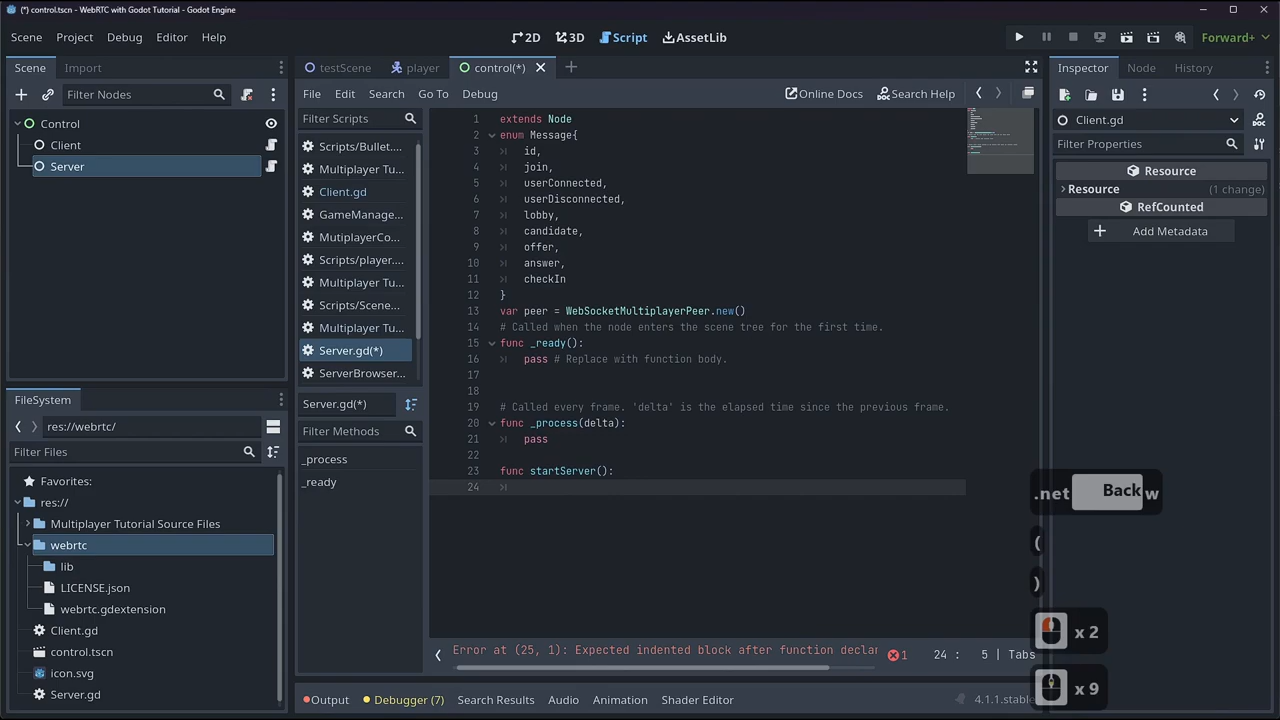 (*) control.tscn - WebRTC with Godot Tutorial - Godot Engine
Scene Project Debug Editor Help
2D 3D Script AssetLib
Forward+
Scene Import
Filter Nodes
Control
Client
Server
FileSystem
res://webrtc/
Filter Files
Favorites:
res://
Multiplayer Tutorial Source Files
webrtc
lib
LICENSE.json
webrtc.gdextension
Client.gd
control.tscn
icon.svg
Server.gd
testScene player control(*)
File Edit Search Go To Debug
Online Docs Search Help
Filter Scripts
Scripts/Bullet....
Multiplayer Tu...
Client.gd
GameManage...
MutiplayerCo...
Scripts/player....
Multiplayer Tu...
Scripts/Scene...
Multiplayer Tu...
Server.gd(*)
ServerBrowser...
Server.gd(*)
Filter Methods
_process
_ready
1 extends Node
2 enum Message{
3 id,
4 join,
5 userConnected,
6 userDisconnected,
7 lobby,
8 candidate,
9 offer,
10 answer,
11 checkIn
12 }
13 var peer = WebSocketMultiplayerPeer.new()
14 # Called when the node enters the scene tree for the first time.
15 func _ready():
16 pass # Replace with function body.
17
18
19 # Called every frame. 'delta' is the elapsed time since the previous frame.
20 func _process(delta):
21 pass
22
23 func startServer():
24
Error at (25, 1): Expected indented block after function declar
1 24 : 5 | Tabs
Output Debugger (7) Search Results Audio Animation Shader Editor
4.1.1.stable
Inspector Node History
Client.gd
Filter Properties
Resource
Resource (1 change)
RefCounted
Add Metadata
.net Back w
(
)
x 2
x 9